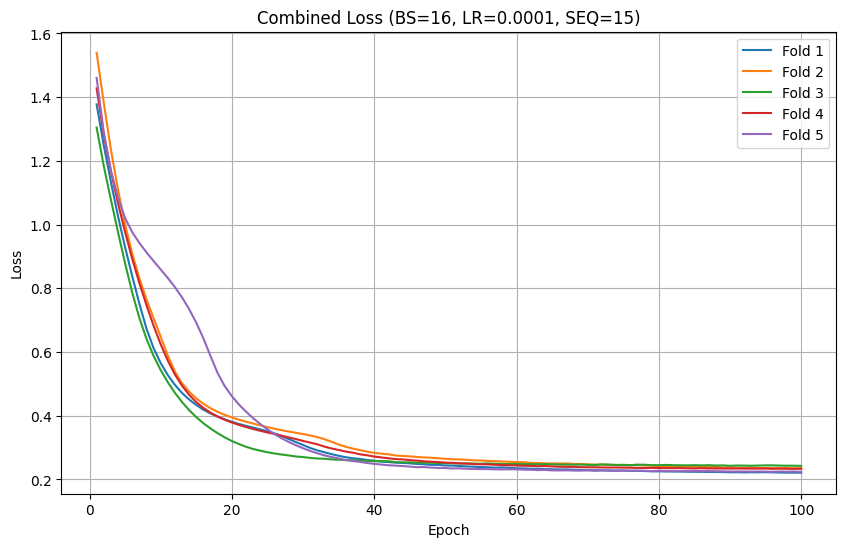 Combined Loss (BS=16, LR=0.0001, SEQ=15)
1.6
1.4
1.2
1.0
0.8
0.6
0.4
0.2
Loss
Fold 1
Fold 2
Fold 3
Fold 4
Fold 5
0
20
40
60
80
100
Epoch